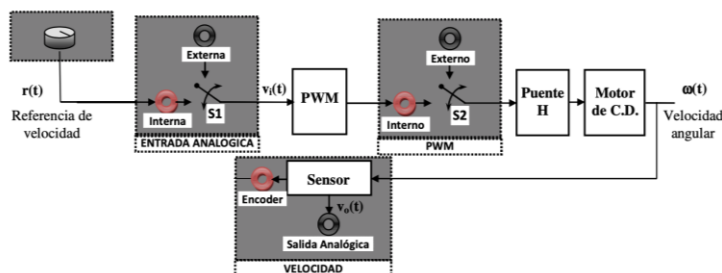 r(t)
Referencia de
velocidad
Externa
Interna
S1
ENTRADA ANALOGICA
vi(t)
PWM
Externo
Interno
S2
PWM
Puente
H
Motor
de C.D.
ω(t)
Velocidad
angular
Sensor
Encoder
vo(t)
Salida Analógica
VELOCIDAD